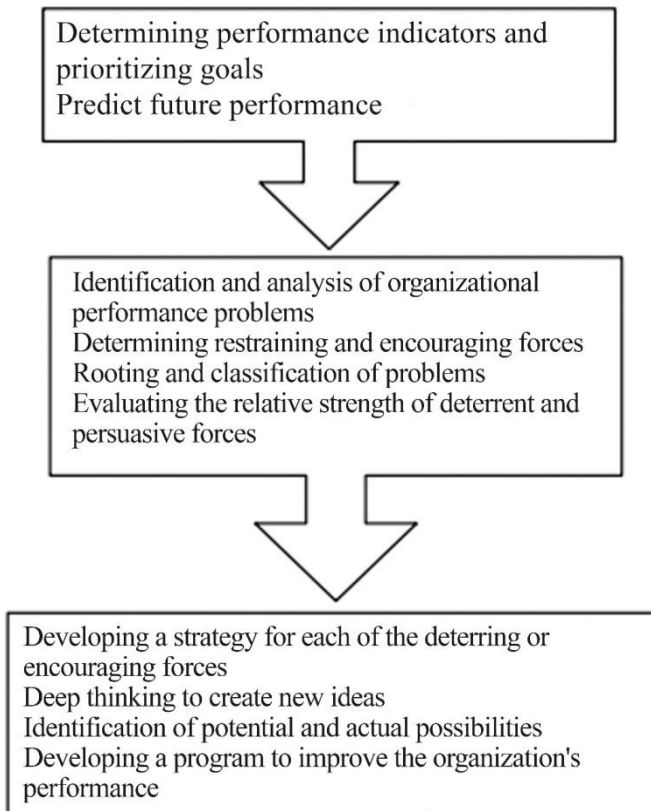 Determining performance indicators and
prioritizing goals
Predict future performance
Identification and analysis of organizational
performance problems
Determining restraining and encouraging forces
Rooting and classification of problems
Evaluating the relative strength of deterrent and
persuasive forces
Developing a strategy for each of the deterring or
encouraging forces
Deep thinking to create new ideas
Identification of potential and actual possibilities
Developing a program to improve the organization's
performance